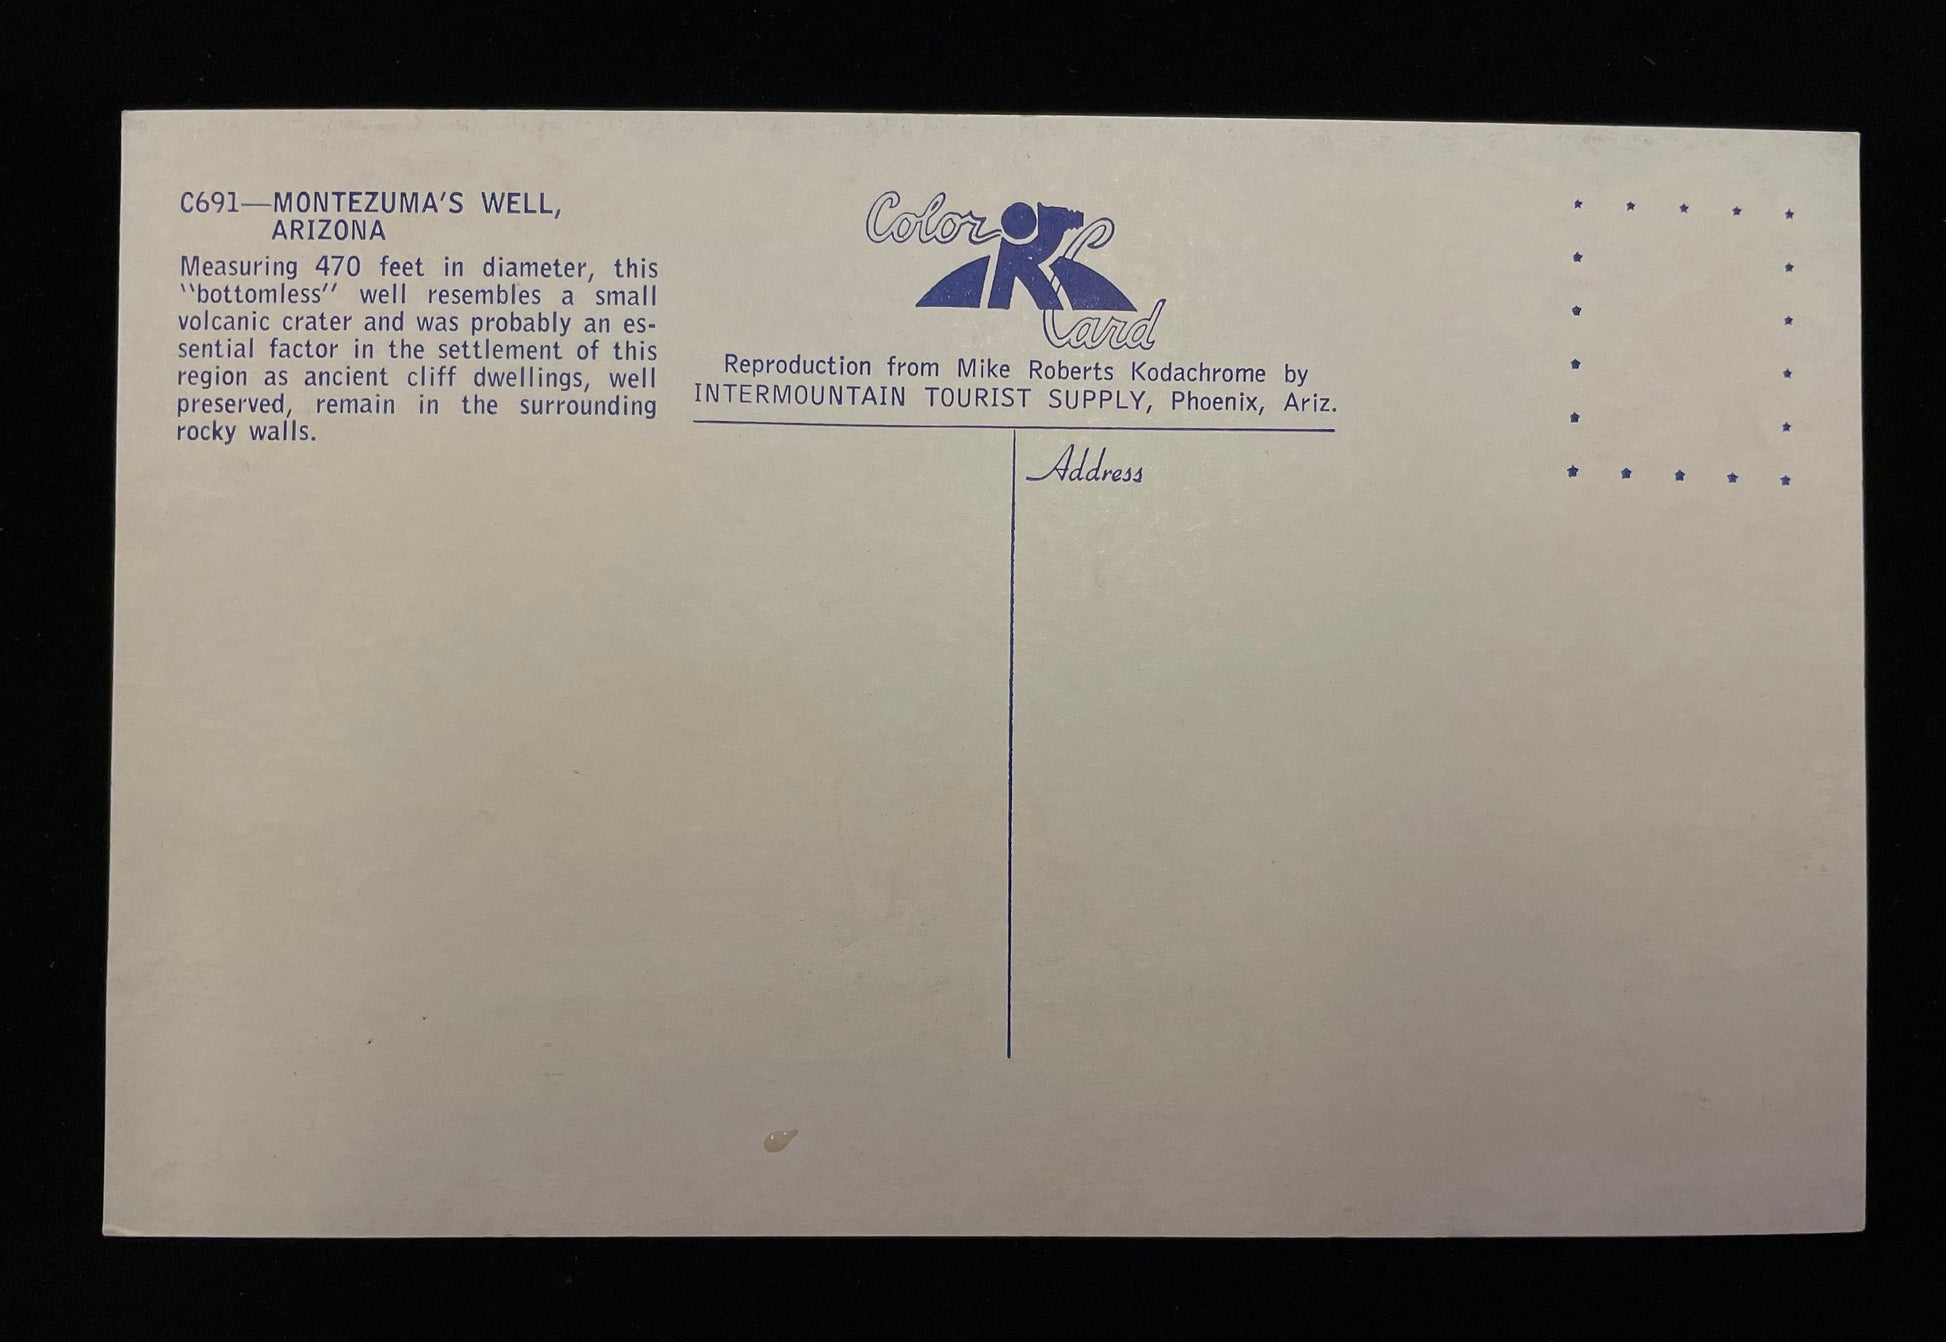 C691—MONTEZUMA'S WELL,
ARIZONA
Measuring 470 feet in diameter, this
"bottomless" well resembles a small
volcanic crater and was probably an es-
sential factor in the settlement of this
region as ancient cliff dwellings, well
preserved, remain in the surrounding
rocky walls.
Color R Card
Reproduction from Mike Roberts Kodachrome by
INTERMOUNTAIN TOURIST SUPPLY, Phoenix, Ariz.
Address